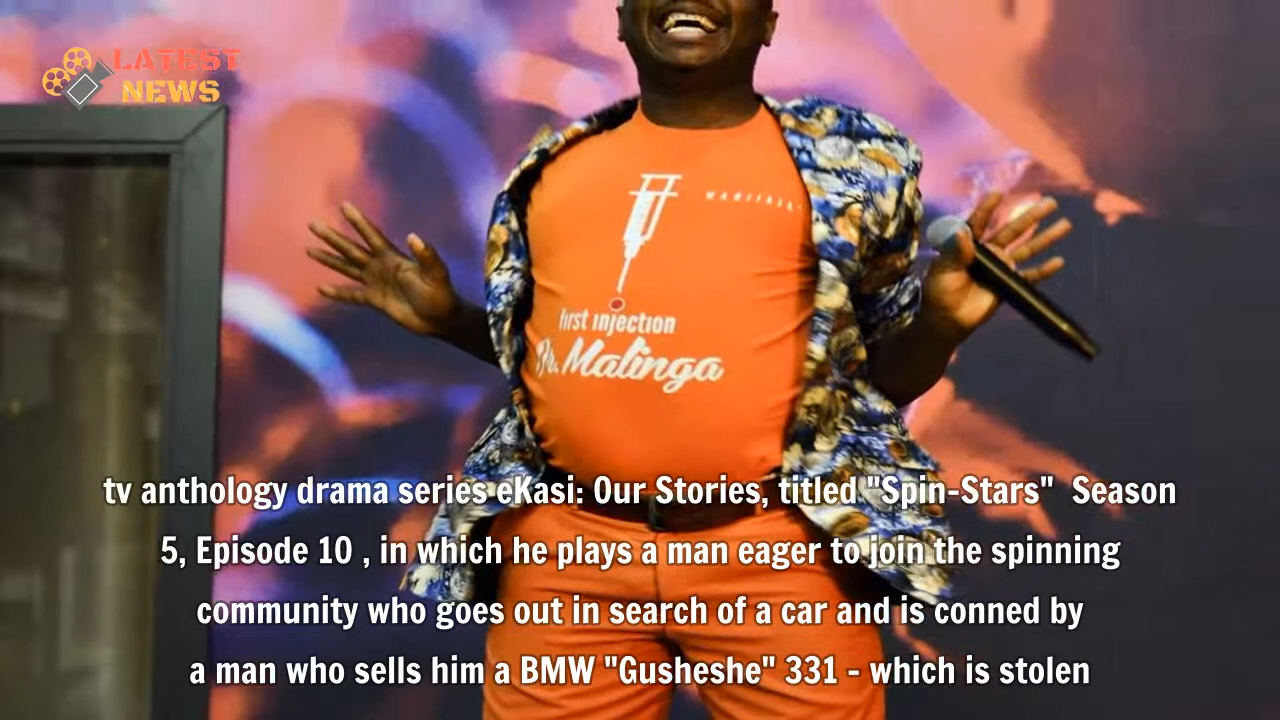 LATEST
NEWS
first injection
Dr. Malinga
tv anthology drama series eKasi: Our Stories, titled "Spin-Stars" Season
5, Episode 10 , in which he plays a man eager to join the spinning
community who goes out in search of a car and is conned by
a man who sells him a BMW "Gusheshe" 331 - which is stolen